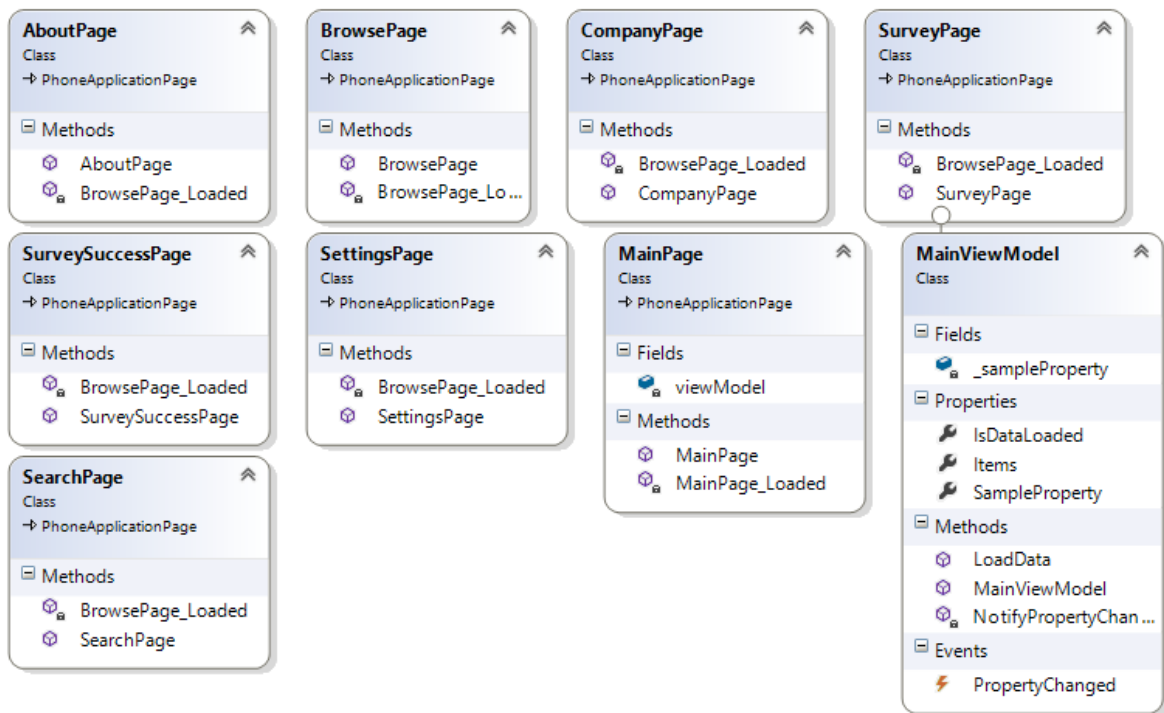 AboutPage
Class
PhoneApplicationPage
Methods
AboutPage
BrowsePage_Loaded
BrowsePage
Class
PhoneApplicationPage
Methods
BrowsePage
BrowsePage_Lo...
CompanyPage
Class
PhoneApplicationPage
Methods
BrowsePage_Loaded
CompanyPage
SurveyPage
Class
PhoneApplicationPage
Methods
BrowsePage_Loaded
SurveyPage
SurveySuccessPage
Class
PhoneApplicationPage
Methods
BrowsePage_Loaded
SurveySuccessPage
SettingsPage
Class
PhoneApplicationPage
Methods
BrowsePage_Loaded
SettingsPage
MainPage
Class
PhoneApplicationPage
Fields
viewModel
Methods
MainPage
MainPage_Loaded
MainViewModel
Class
Fields
_sampleProperty
Properties
IsDataLoaded
Items
SampleProperty
Methods
LoadData
MainViewModel
NotifyPropertyChan...
Events
PropertyChanged
SearchPage
Class
PhoneApplicationPage
Methods
BrowsePage_Loaded
SearchPage